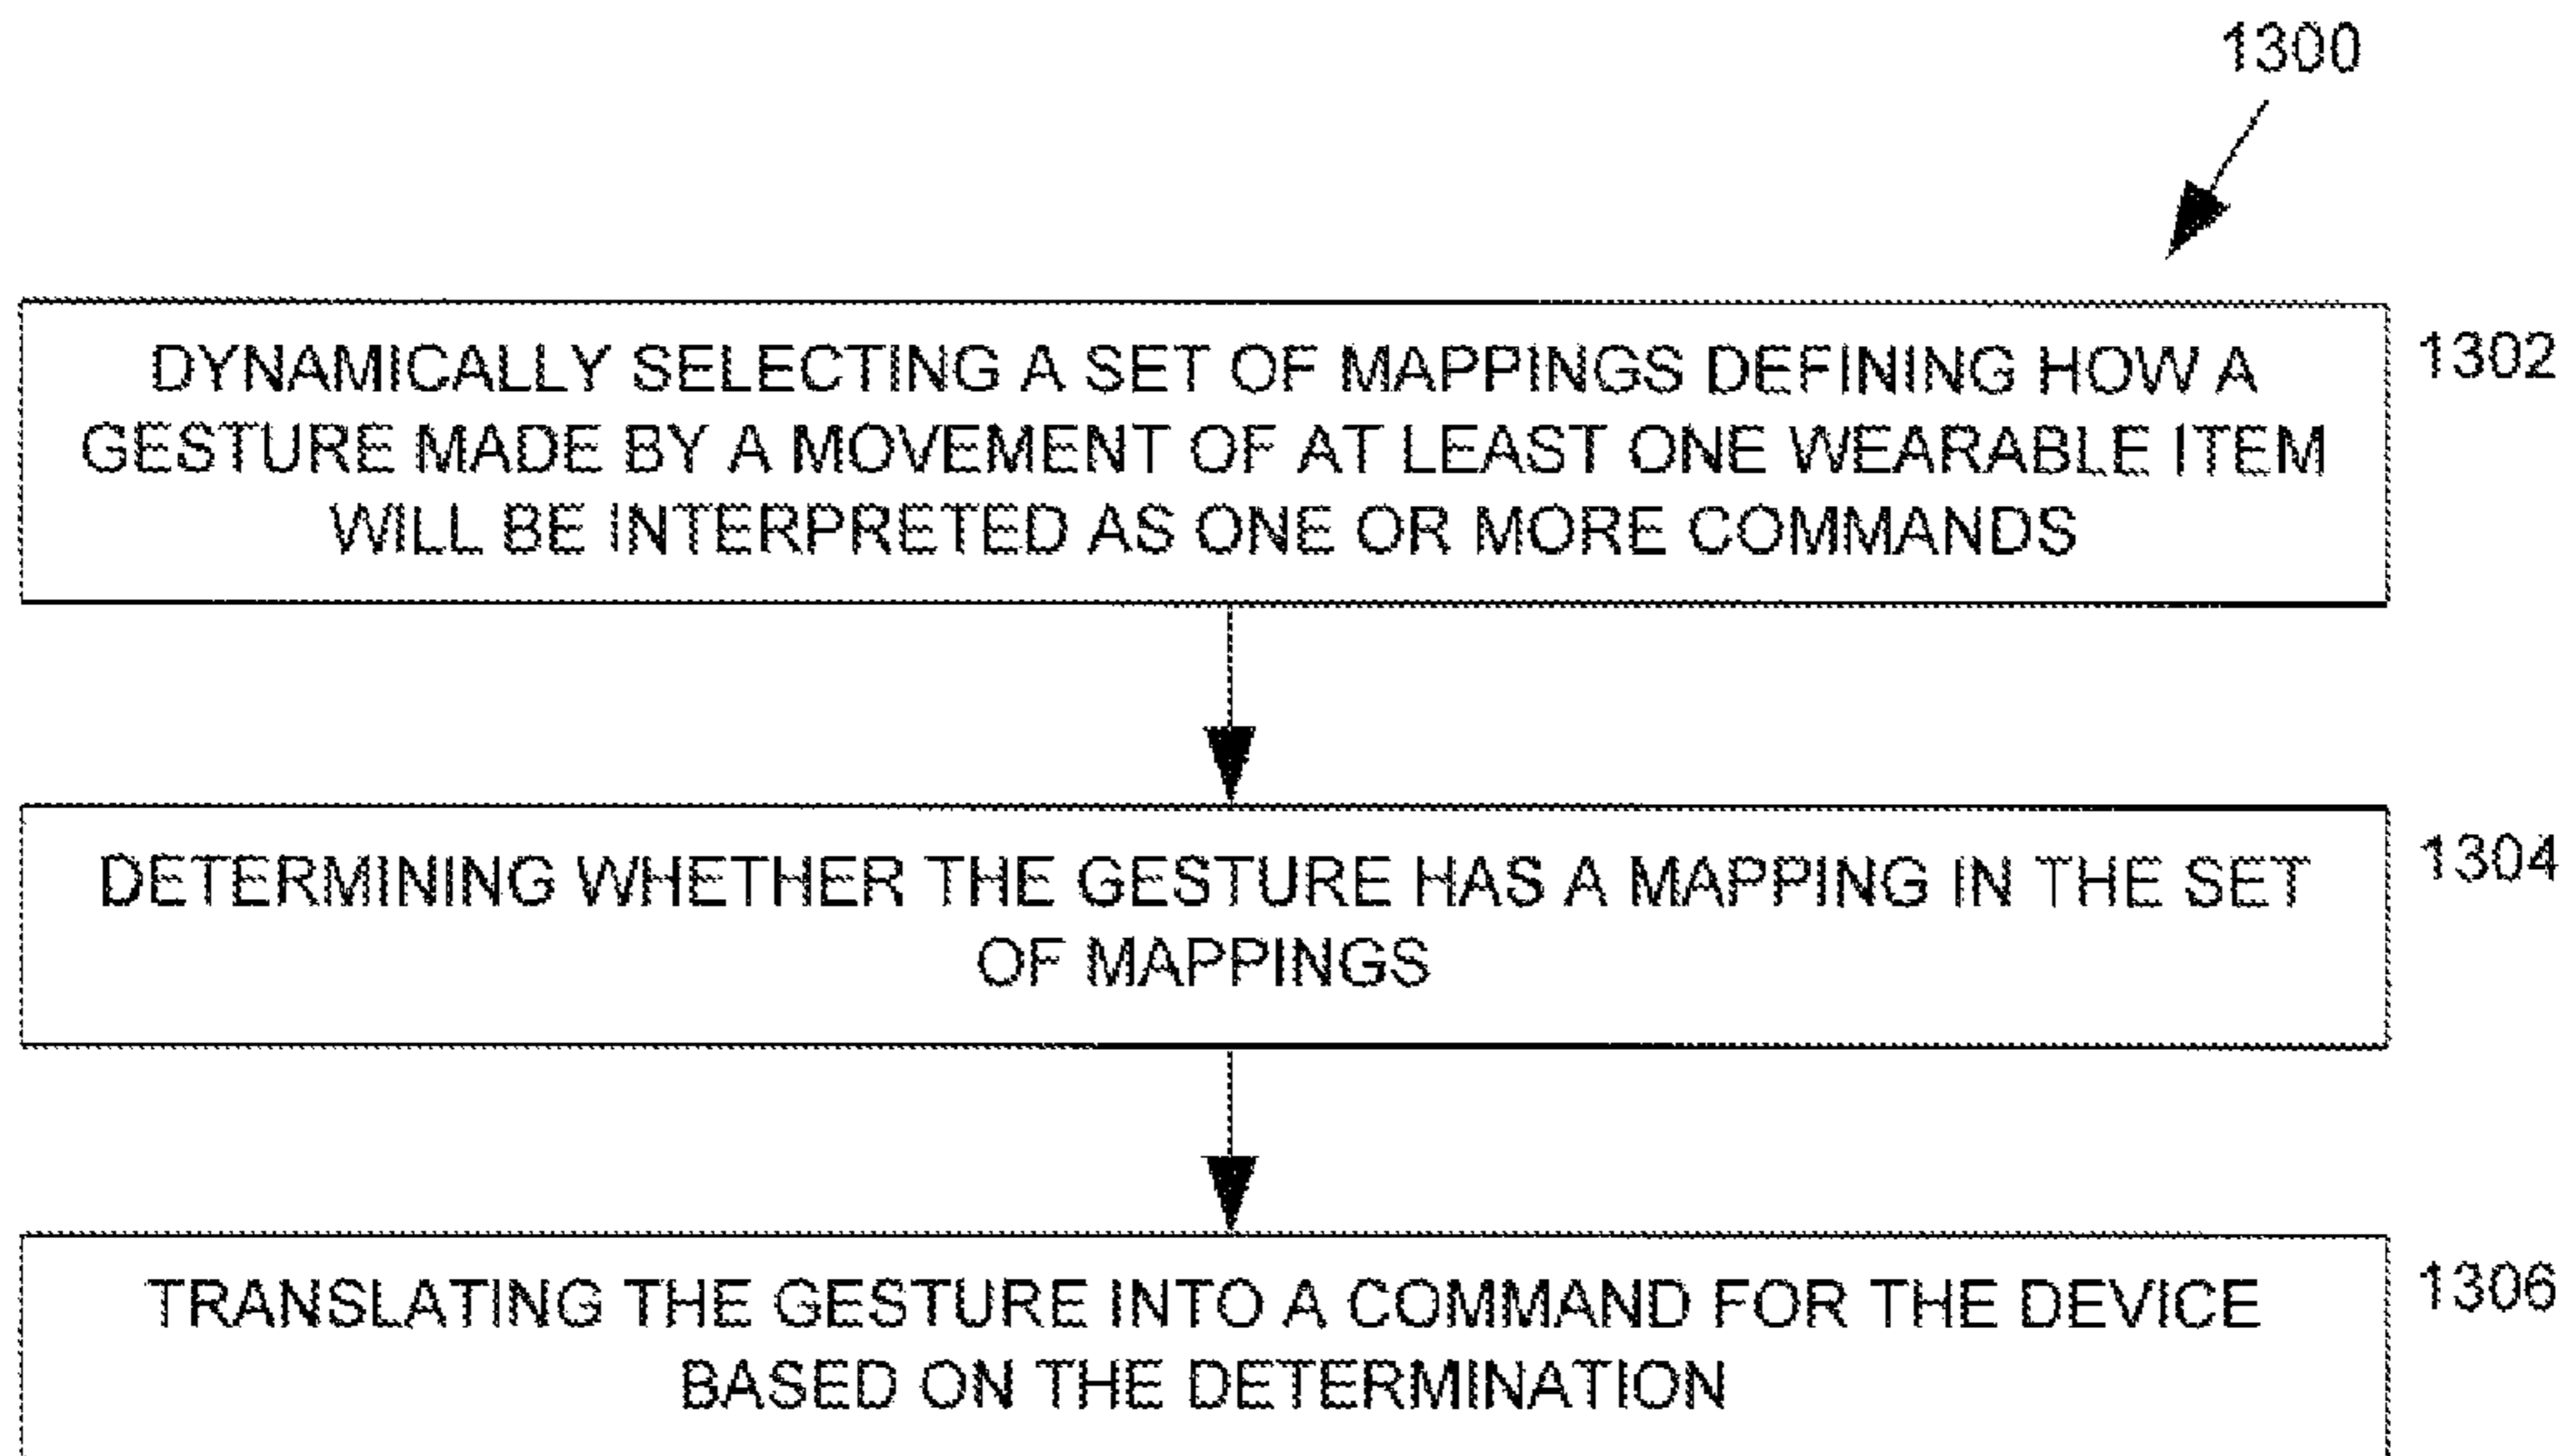 1300
DYNAMICALLY SELECTING A SET OF MAPPINGS DEFINING HOW A
GESTURE MADE BY A MOVEMENT OF AT LEAST ONE WEARABLE ITEM
WILL BE INTERPRETED AS ONE OR MORE COMMANDS
1302
DETERMINING WHETHER THE GESTURE HAS A MAPPING IN THE SET
OF MAPPINGS
1304
TRANSLATING THE GESTURE INTO A COMMAND FOR THE DEVICE
BASED ON THE DETERMINATION
1306